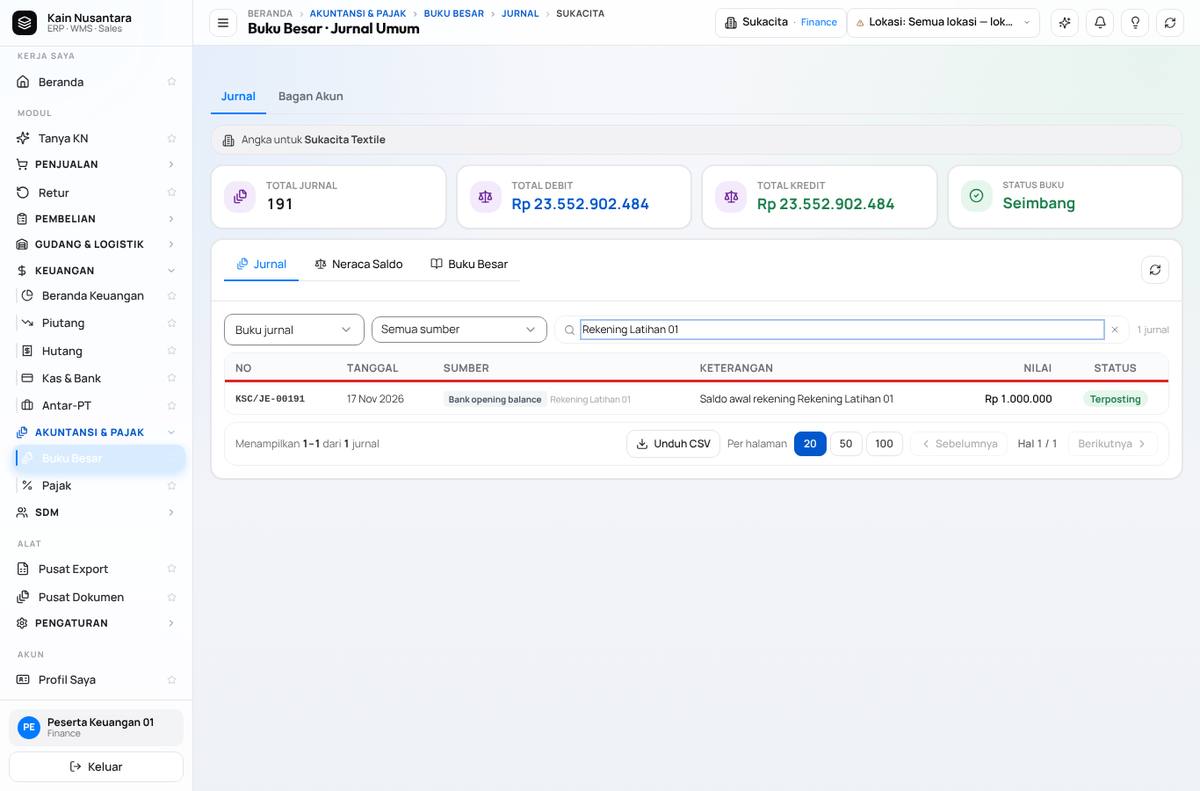 Kain Nusantara
ERP · WMS · Sales
KERJA SAYA
Beranda
MODUL
Tanya KN
PENJUALAN
Retur
PEMBELIAN
GUDANG & LOGISTIK
KEUANGAN
Beranda Keuangan
Piutang
Hutang
Kas & Bank
Antar-PT
AKUNTANSI & PAJAK
Buku Besar
Pajak
SDM
ALAT
Pusat Export
Pusat Dokumen
PENGATURAN
AKUN
Profil Saya
PE
Peserta Keuangan 01
Finance
Keluar
BERANDA › AKUNTANSI & PAJAK › BUKU BESAR › JURNAL › SUKACITA
Buku Besar · Jurnal Umum
Sukacita · Finance
Lokasi: Semua lokasi — lok...
Jurnal Bagan Akun
Angka untuk Sukacita Textile
TOTAL JURNAL
191
TOTAL DEBIT
Rp 23.552.902.484
TOTAL KREDIT
Rp 23.552.902.484
STATUS BUKU
Seimbang
Jurnal Neraca Saldo Buku Besar
Buku jurnal Semua sumber Rekening Latihan 01 1 jurnal
NO TANGGAL SUMBER KETERANGAN NILAI STATUS
KSC/JE-00191 17 Nov 2026 Bank opening balance Rekening Latihan 01 Saldo awal rekening Rekening Latihan 01 Rp 1.000.000 Terposting
Menampilkan 1–1 dari 1 jurnal Unduh CSV Per halaman 20 50 100 Sebelumnya Hal 1 / 1 Berikutnya